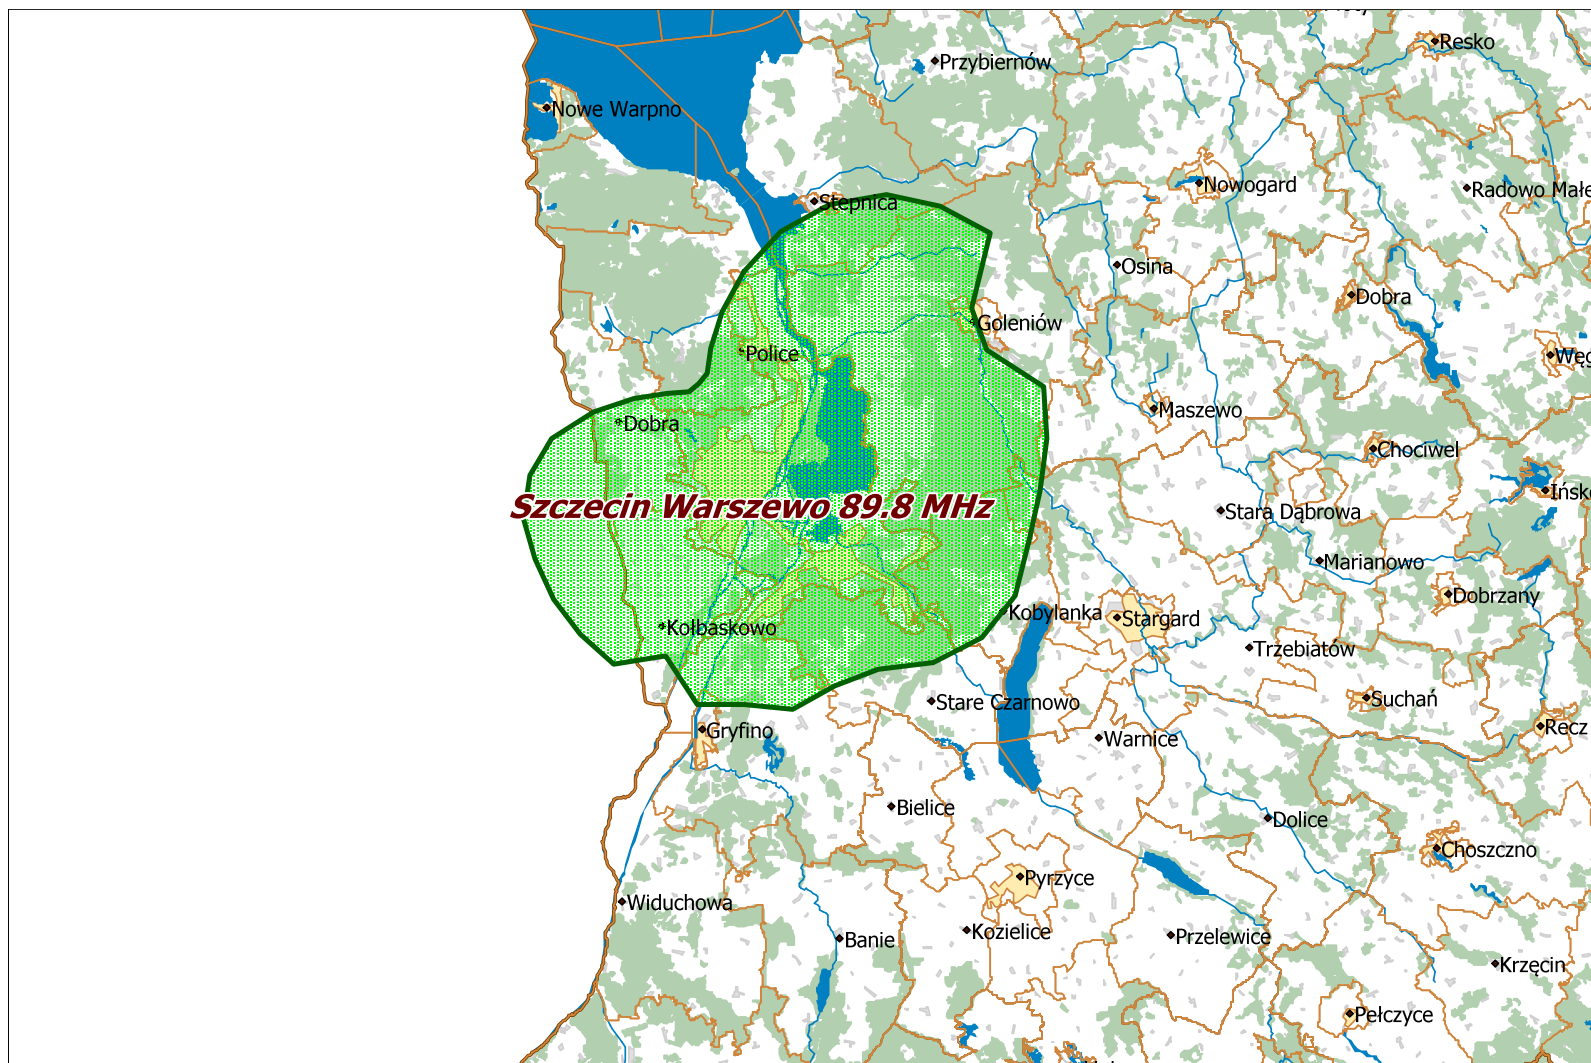 Resko
Przybiernów
Nowe Warpno
Nowogard
Radowo Małe
Stepnica
Osina
Dobra
Goleniów
Police
Maszewo
Dobra
Chociwel
Szczecin Warszewo 89.8 MHz
Stara Dąbrowa
Marianowo
Dobrzany
Kobylanka
Stargard
Kołbaskowo
Trzebiatów
Suchań
Stare Czarnowo
Recz
Gryfino
Warnice
Bielice
Dolice
Choszczno
Pyrzyce
Widuchowa
Kozielice
Banie
Przelewice
Krzęcin
Pełczyce